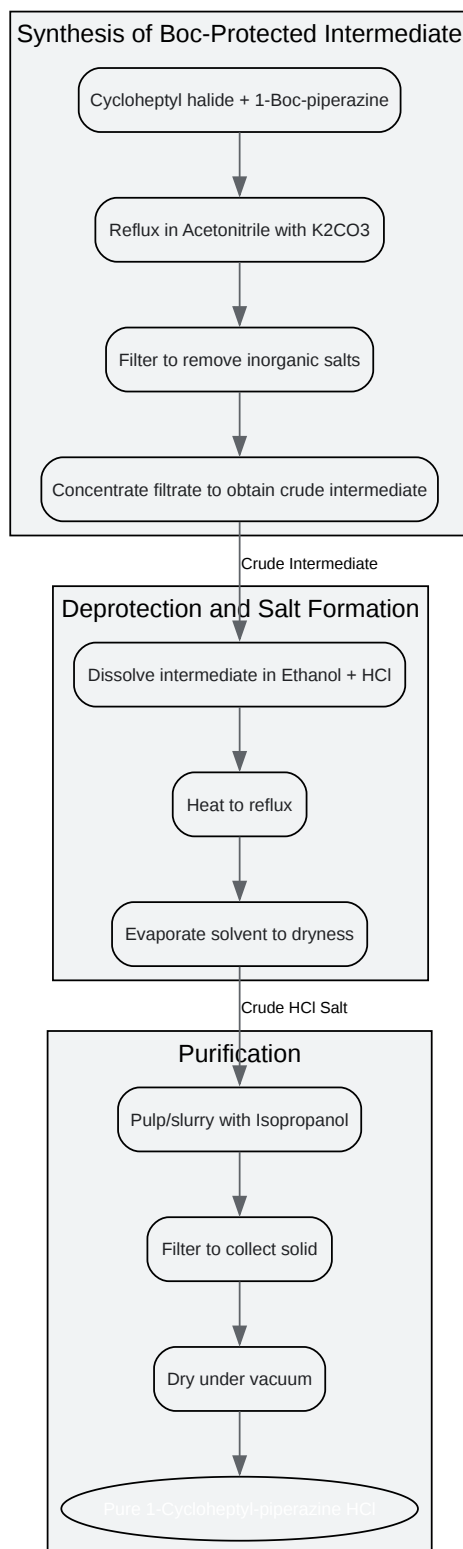 Synthesis of Boc-Protected Intermediate
Cycloheptyl halide + 1-Boc-piperazine
Reflux in Acetonitrile with K2CO3
Filter to remove inorganic salts
Concentrate filtrate to obtain crude intermediate
Crude Intermediate
Deprotection and Salt Formation
Dissolve intermediate in Ethanol + HCl
Heat to reflux
Evaporate solvent to dryness
Crude HCl Salt
Purification
Pulp/slurry with Isopropanol
Filter to collect solid
Dry under vacuum
Pure 1-Cycloheptyl-piperazine HCl